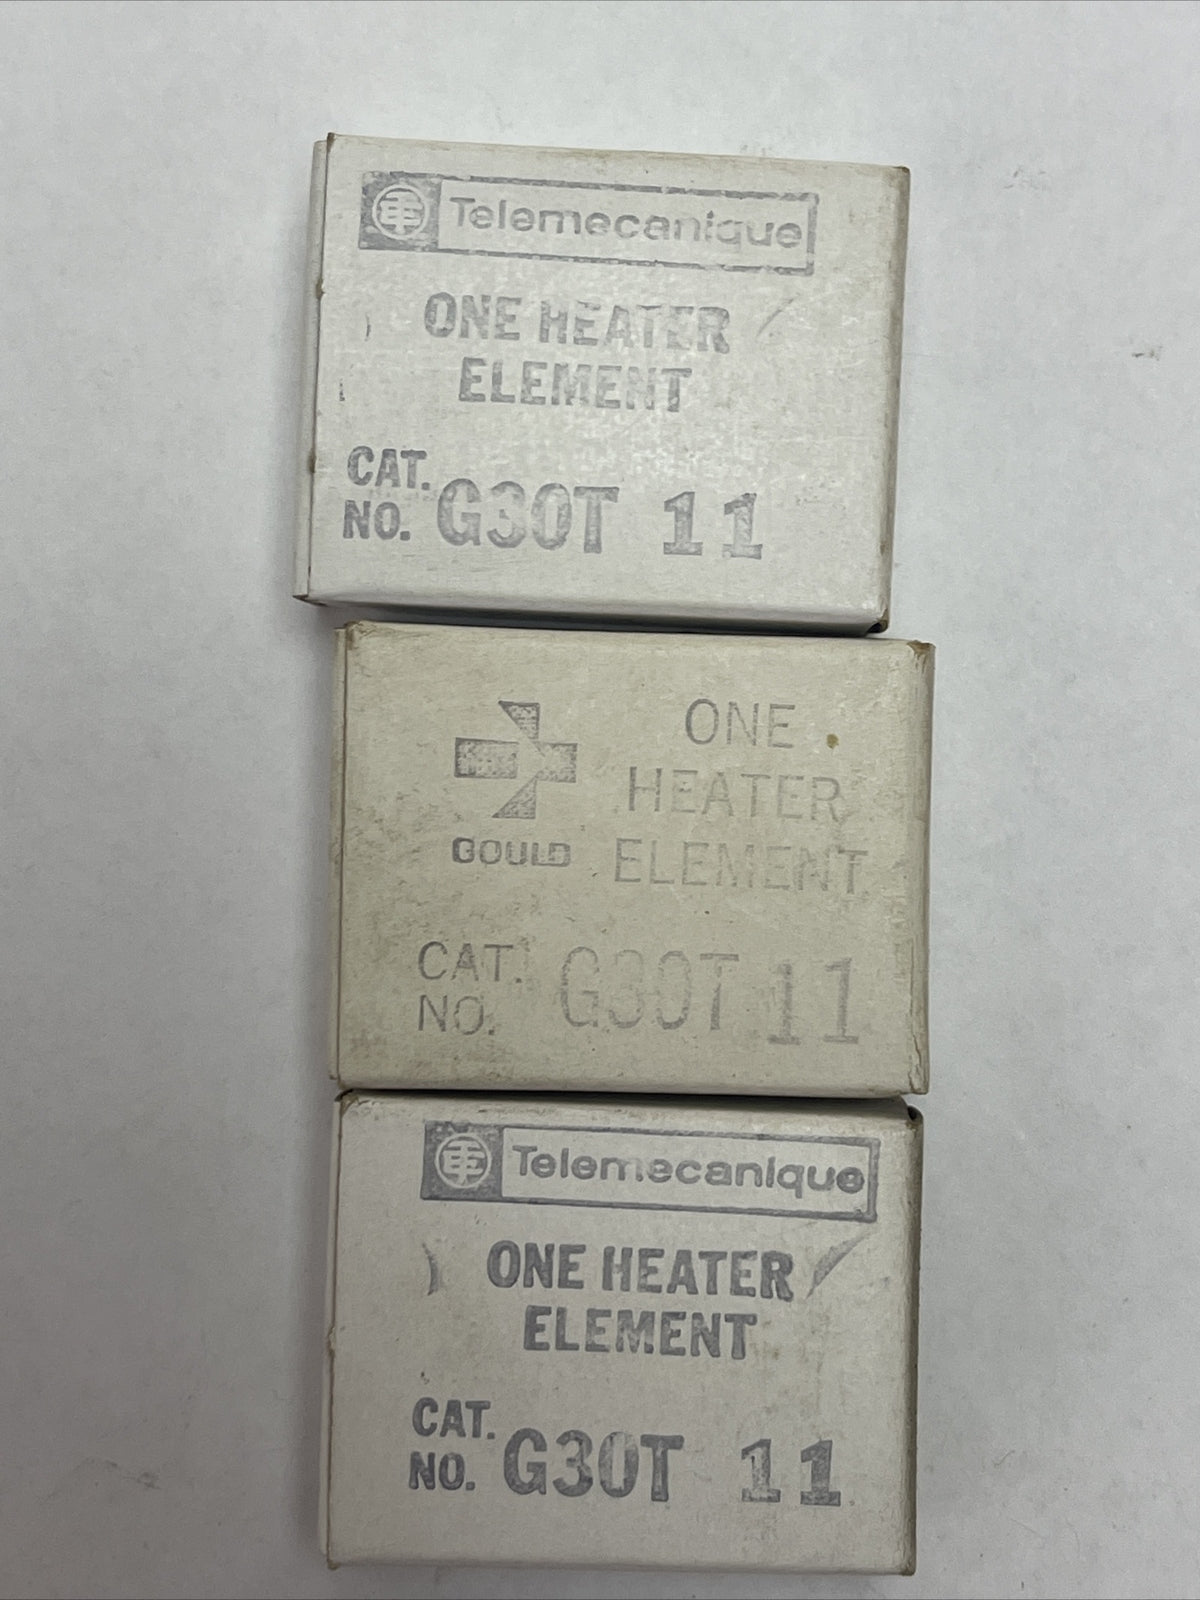 Telemecanique
ONE HEATER
ELEMENT
CAT.
NO. G30T 11
GOULD
ONE
HEATER
ELEMENT
CAT.
NO. G30T 11
Telemecanique
ONE HEATER
ELEMENT
CAT.
NO. G30T 11